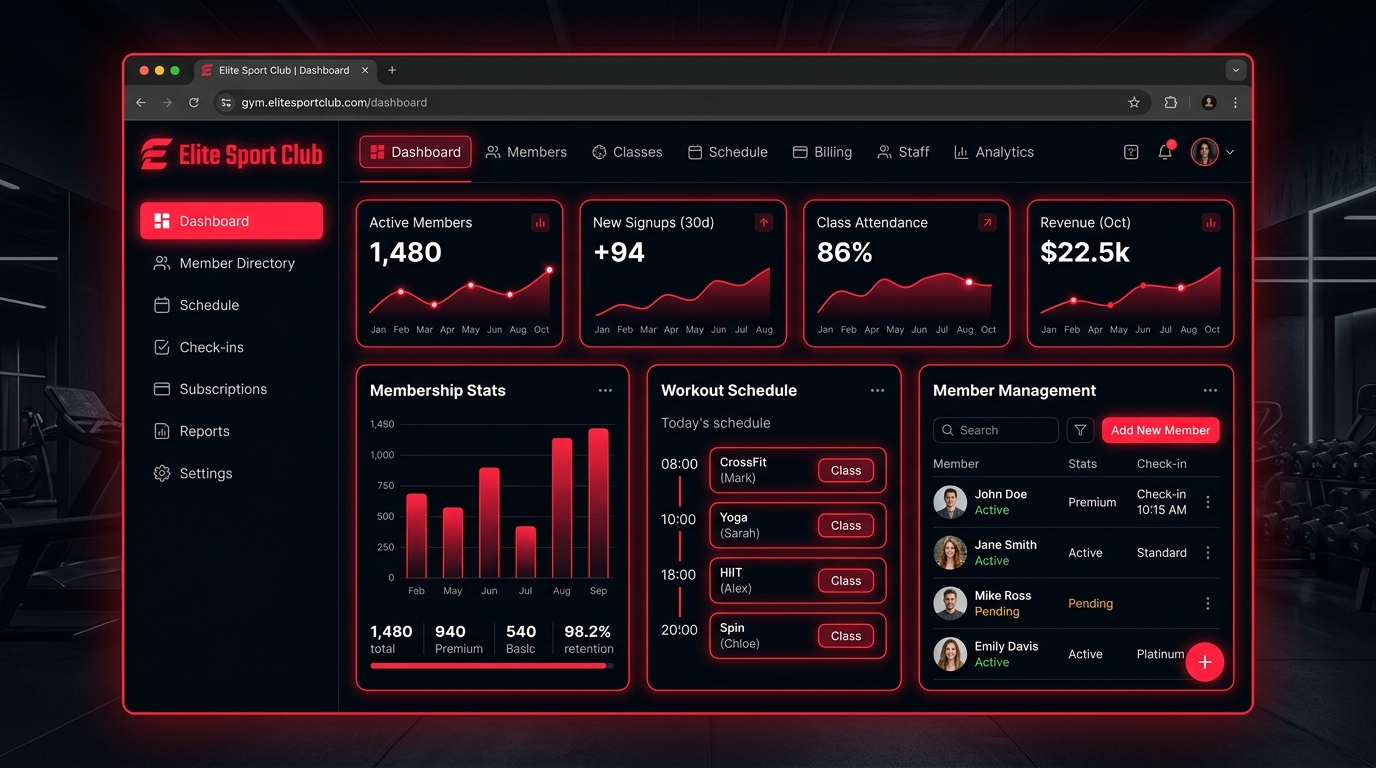 Elite Sport Club | Dashboard
gym.elitesportclub.com/dashboard
Elite Sport Club
Dashboard
Members
Classes
Schedule
Billing
Staff
Analytics
Dashboard
Member Directory
Schedule
Check-ins
Subscriptions
Reports
Settings
Active Members
1,480
Jan Feb Mar Apr May Jun Aug Oct
New Signups (30d)
+94
Jan Feb Mar Apr May Jun Jul Aug
Class Attendance
86%
Jan Feb Apr May Jun Jul Aug Oct
Revenue (Oct)
$22.5k
Jan Feb Apr May Jun Jul Aug Oct
Membership Stats
1,480
1,000
750
500
250
0
Feb May Jun Jul Aug Sep
1,480 940 540 98.2%
total Premium Basic retention
Workout Schedule
Today's schedule
08:00
CrossFit
(Mark)
Class
10:00
Yoga
(Sarah)
Class
18:00
HIIT
(Alex)
Class
20:00
Spin
(Chloe)
Class
Member Management
Search
Add New Member
Member Stats Check-in
John Doe
Active
Premium
Check-in
10:15 AM
Jane Smith
Active
Active
Standard
Mike Ross
Pending
Pending
Emily Davis
Active
Active
Platinum